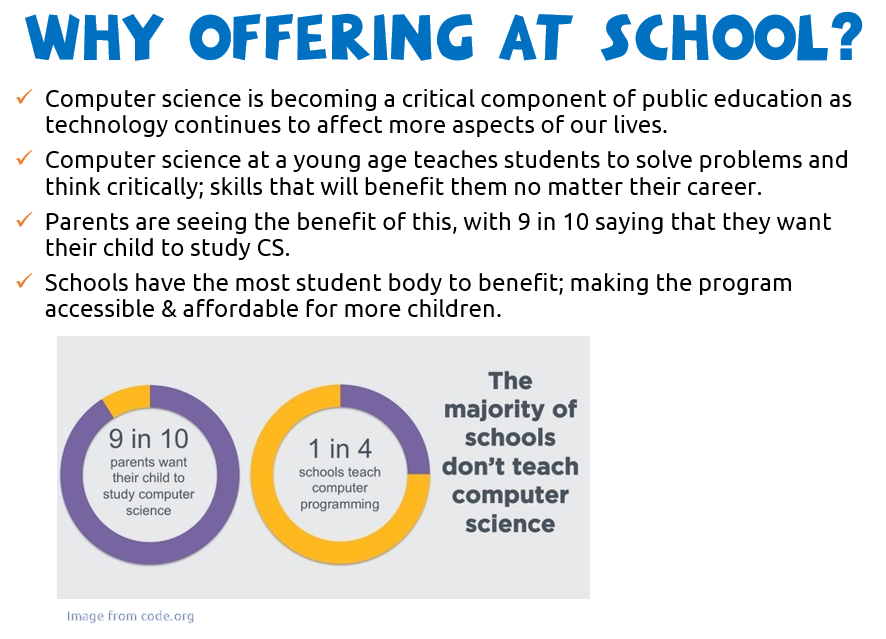 WHY OFFERING AT SCHOOL?
✓ Computer science is becoming a critical component of public education as
technology continues to affect more aspects of our lives.
✓ Computer science at a young age teaches students to solve problems and
think critically; skills that will benefit them no matter their career.
✓ Parents are seeing the benefit of this, with 9 in 10 saying that they want
their child to study CS.
✓ Schools have the most student body to benefit; making the program
accessible & affordable for more children.
9 in 10
parents want
their child to
study computer
science
1 in 4
schools teach
computer
programming
The
majority of
schools
don't teach
computer
science
Image from code.org